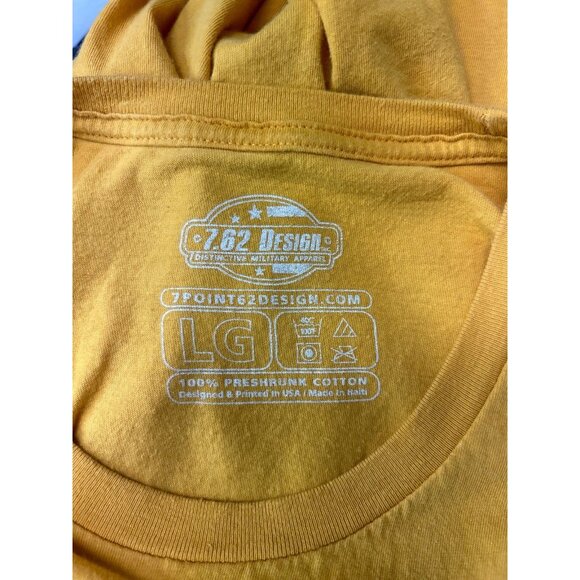 7.62 DESIGN
DISTINCTIVE MILITARY APPAREL
7POINT62DESIGN.COM
LG
100% PRESHRUNK COTTON
Designed & Printed in USA / Made in Haiti